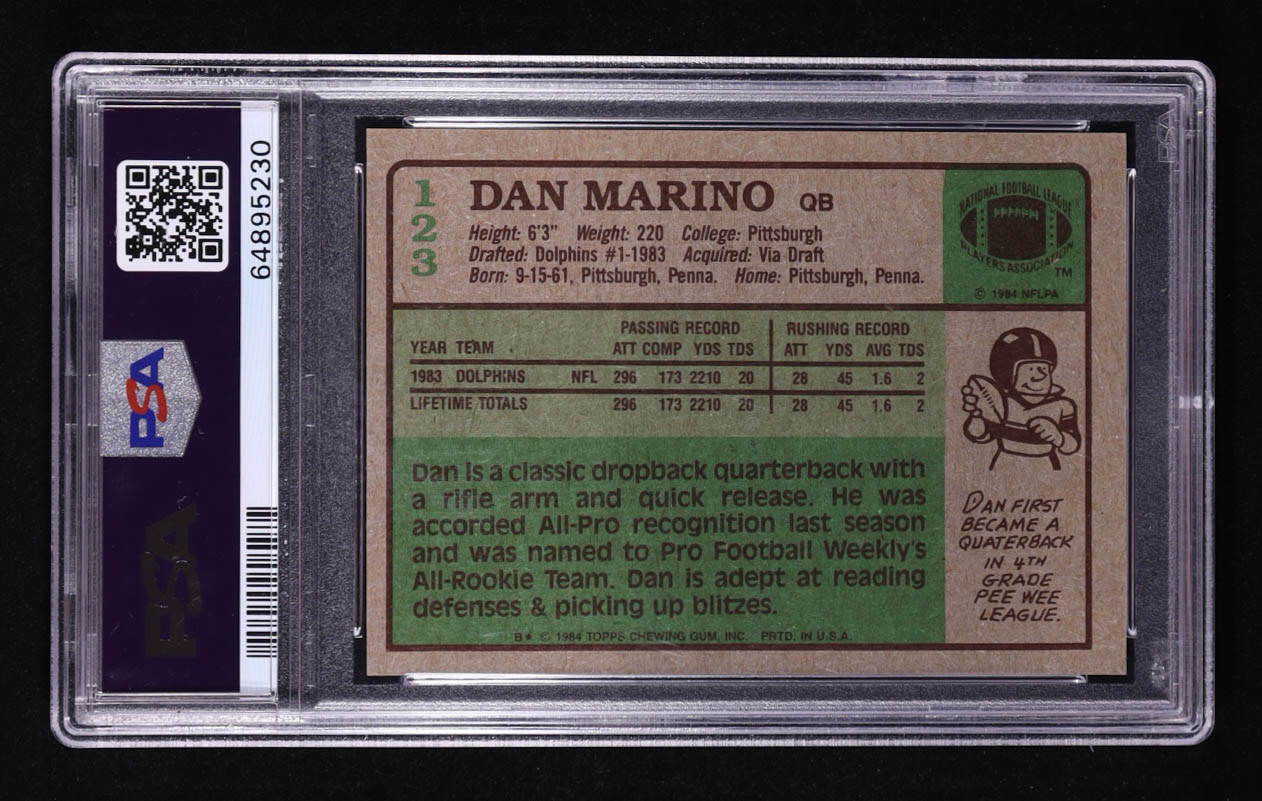 64895230
PSA
PSA
PSA
123
DAN MARINO QB
Height: 6'3" Weight: 220 College: Pittsburgh
Drafted: Dolphins #1-1983 Acquired: Via Draft
Born: 9-15-61, Pittsburgh, Penna. Home: Pittsburgh, Penna.
NATIONAL FOOTBALL LEAGUE
PLAYERS ASSOCIATION
TM
© 1984 NFLPA
PASSING RECORD RUSHING RECORD
YEAR TEAM ATT COMP YDS TDS ATT YDS AVG TDS
1983 DOLPHINS NFL 296 173 2210 20 28 45 1.6 2
LIFETIME TOTALS 296 173 2210 20 28 45 1.6 2
Dan is a classic dropback quarterback with
a rifle arm and quick release. He was
accorded All-Pro recognition last season
and was named to Pro Football Weekly's
All-Rookie Team. Dan is adept at reading
defenses & picking up blitzes.
DAN FIRST
BECAME A
QUATERBACK
IN 4TH
GRADE
PEE WEE
LEAGUE.
B* © 1984 TOPPS CHEWING GUM, INC. PRTD. IN U.S.A.